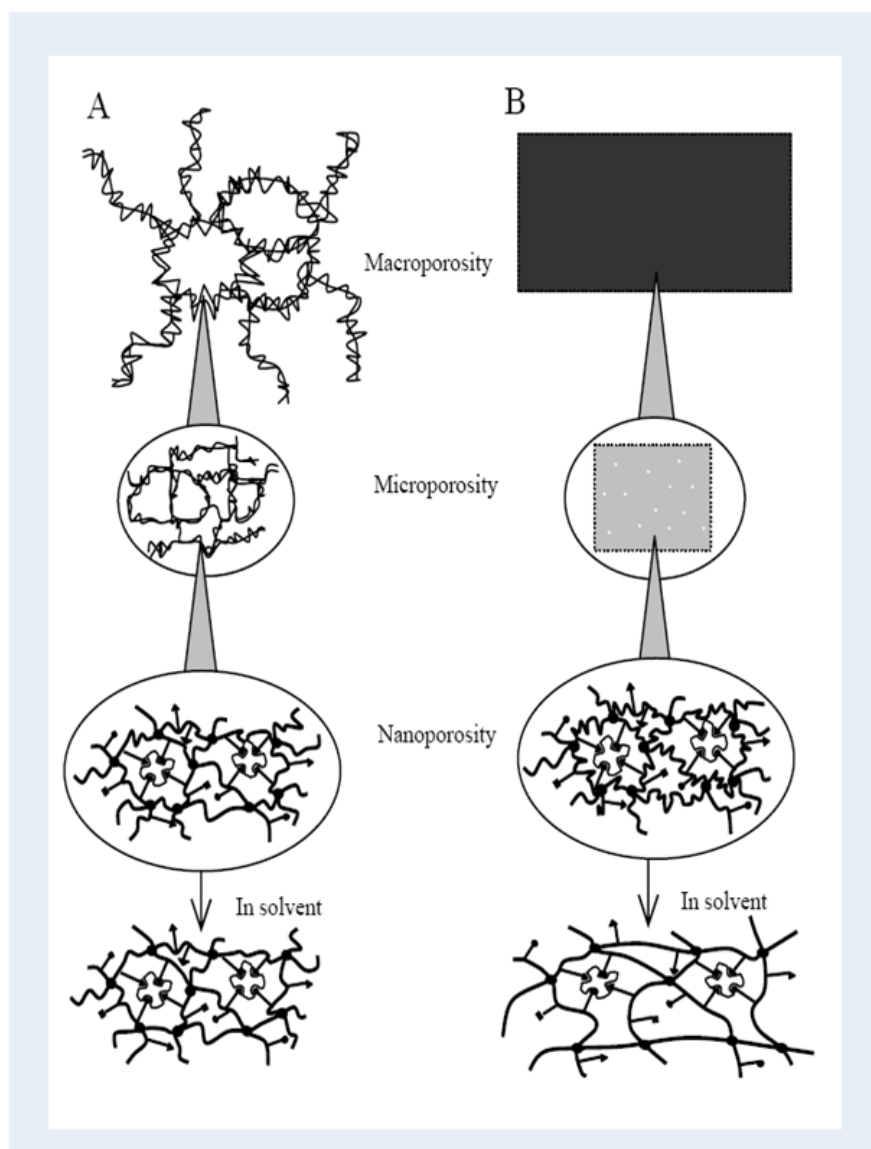 A
B
Macroporosity
Microporosity
Nanoporosity
In solvent
In solvent